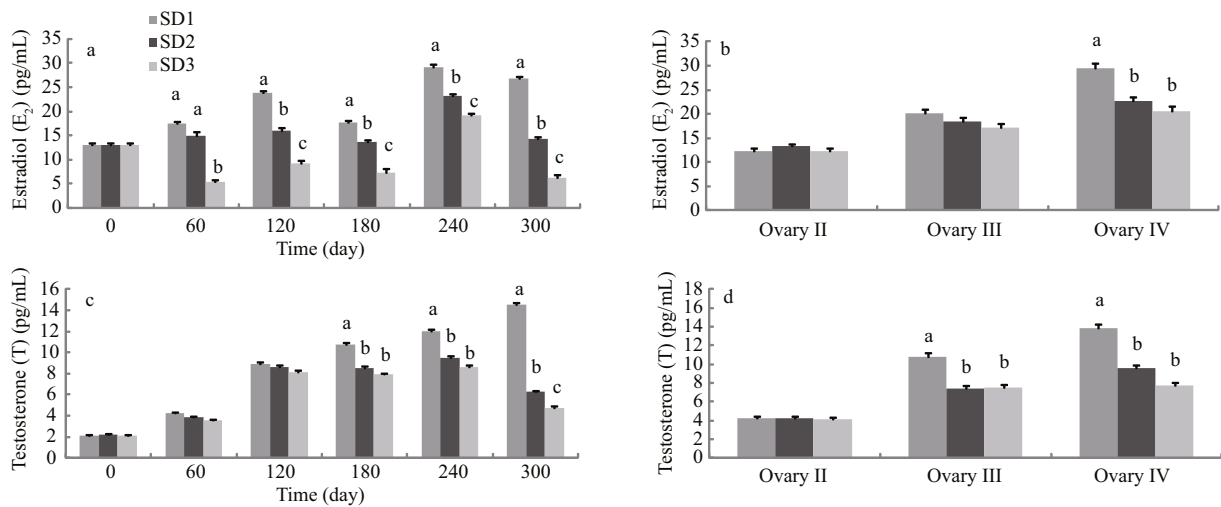 SD1
SD2
SD3
a
Estradiol (E2) (pg/mL)
35
30
25
20
15
10
5
0
a a b
a b c
a b c
a b c
a b c
0 60 120 180 240 300
Time (day)
b
Estradiol (E2) (pg/mL)
35
30
25
20
15
10
5
0
a b b
Ovary II Ovary III Ovary IV
c
Testosterone (T) (pg/mL)
16
14
12
10
8
6
4
2
0
a b b
a b b
a b c
0 60 120 180 240 300
Time (day)
d
Testosterone (T) (pg/mL)
18
16
14
12
10
8
6
4
2
0
a b b
a b b
Ovary II Ovary III Ovary IV